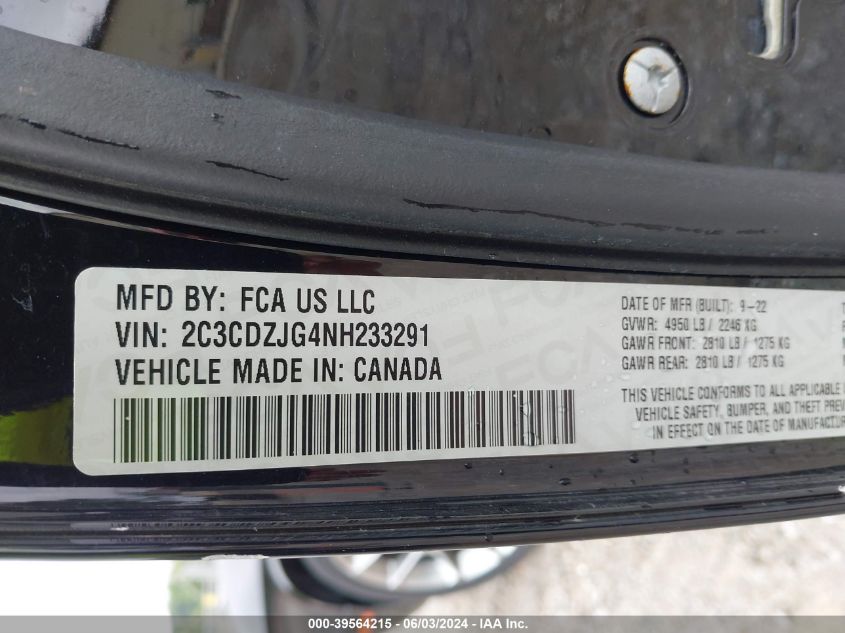 MFD BY: FCA US LLC
VIN: 2C3CDZJG4NH233291
VEHICLE MADE IN: CANADA
DATE OF MFR (BUILT): 9-22
GVWR: 4950 LB / 2246 KG
GAWR FRONT: 2810 LB / 1275 KG
GAWR REAR: 2810 LB / 1275 KG
THIS VEHICLE CONFORMS TO ALL APPLICABLE
VEHICLE SAFETY, BUMPER, AND THEFT PREV
IN EFFECT ON THE DATE OF MANUFACTUR
000-39564215 / 06/03/2024 - IAA Inc.